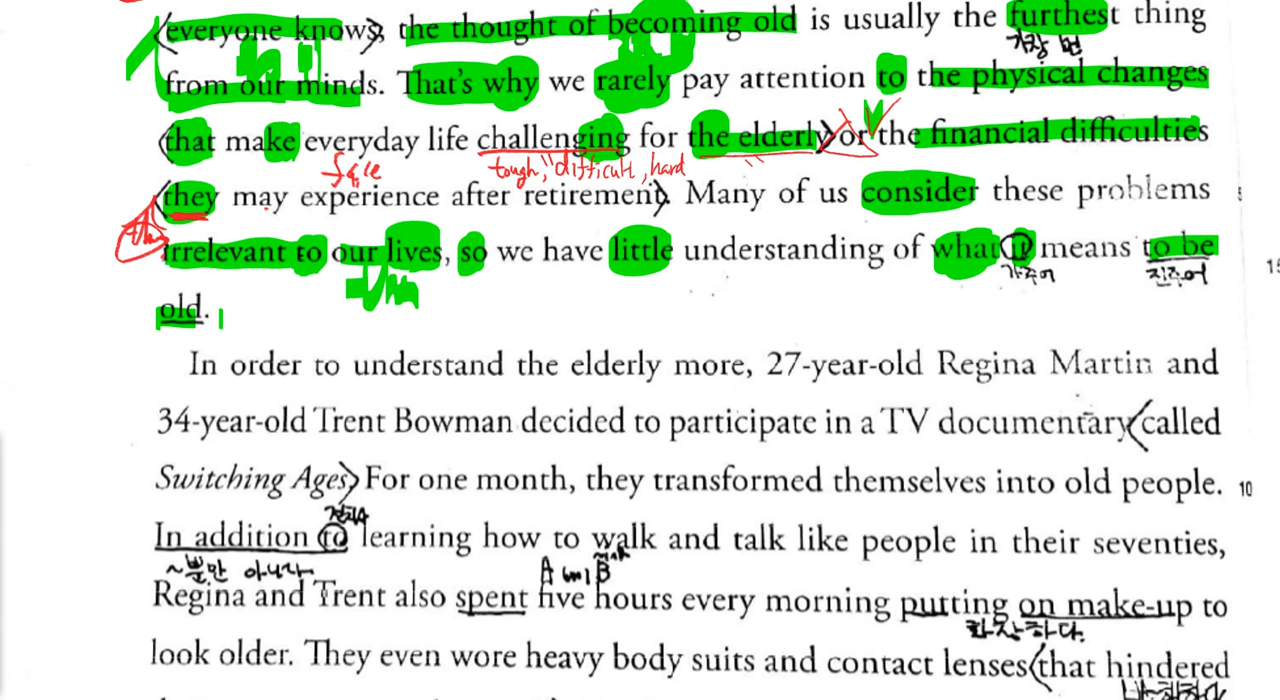 (everyone knows), the thought of becoming old is usually the furthest thing
가장 먼
from our minds. That's why we rarely pay attention to the physical changes
(that make everyday life challenging for the elderly) or the financial difficulties
face tough, difficult, hard
(they may experience after retirement). Many of us consider these problems
irrelevant to our lives, so we have little understanding of what it means to be
가주어 진주어
15
old.
In order to understand the elderly more, 27-year-old Regina Martin and
34-year-old Trent Bowman decided to participate in a TV documentary (called
Switching Ages) For one month, they transformed themselves into old people. 10
전치사
In addition to learning how to walk and talk like people in their seventies,
~뿐만 아니라
Regina and Trent also spent five hours every morning putting on make-up to
화장하다.
look older. They even wore heavy body suits and contact lenses (that hindered